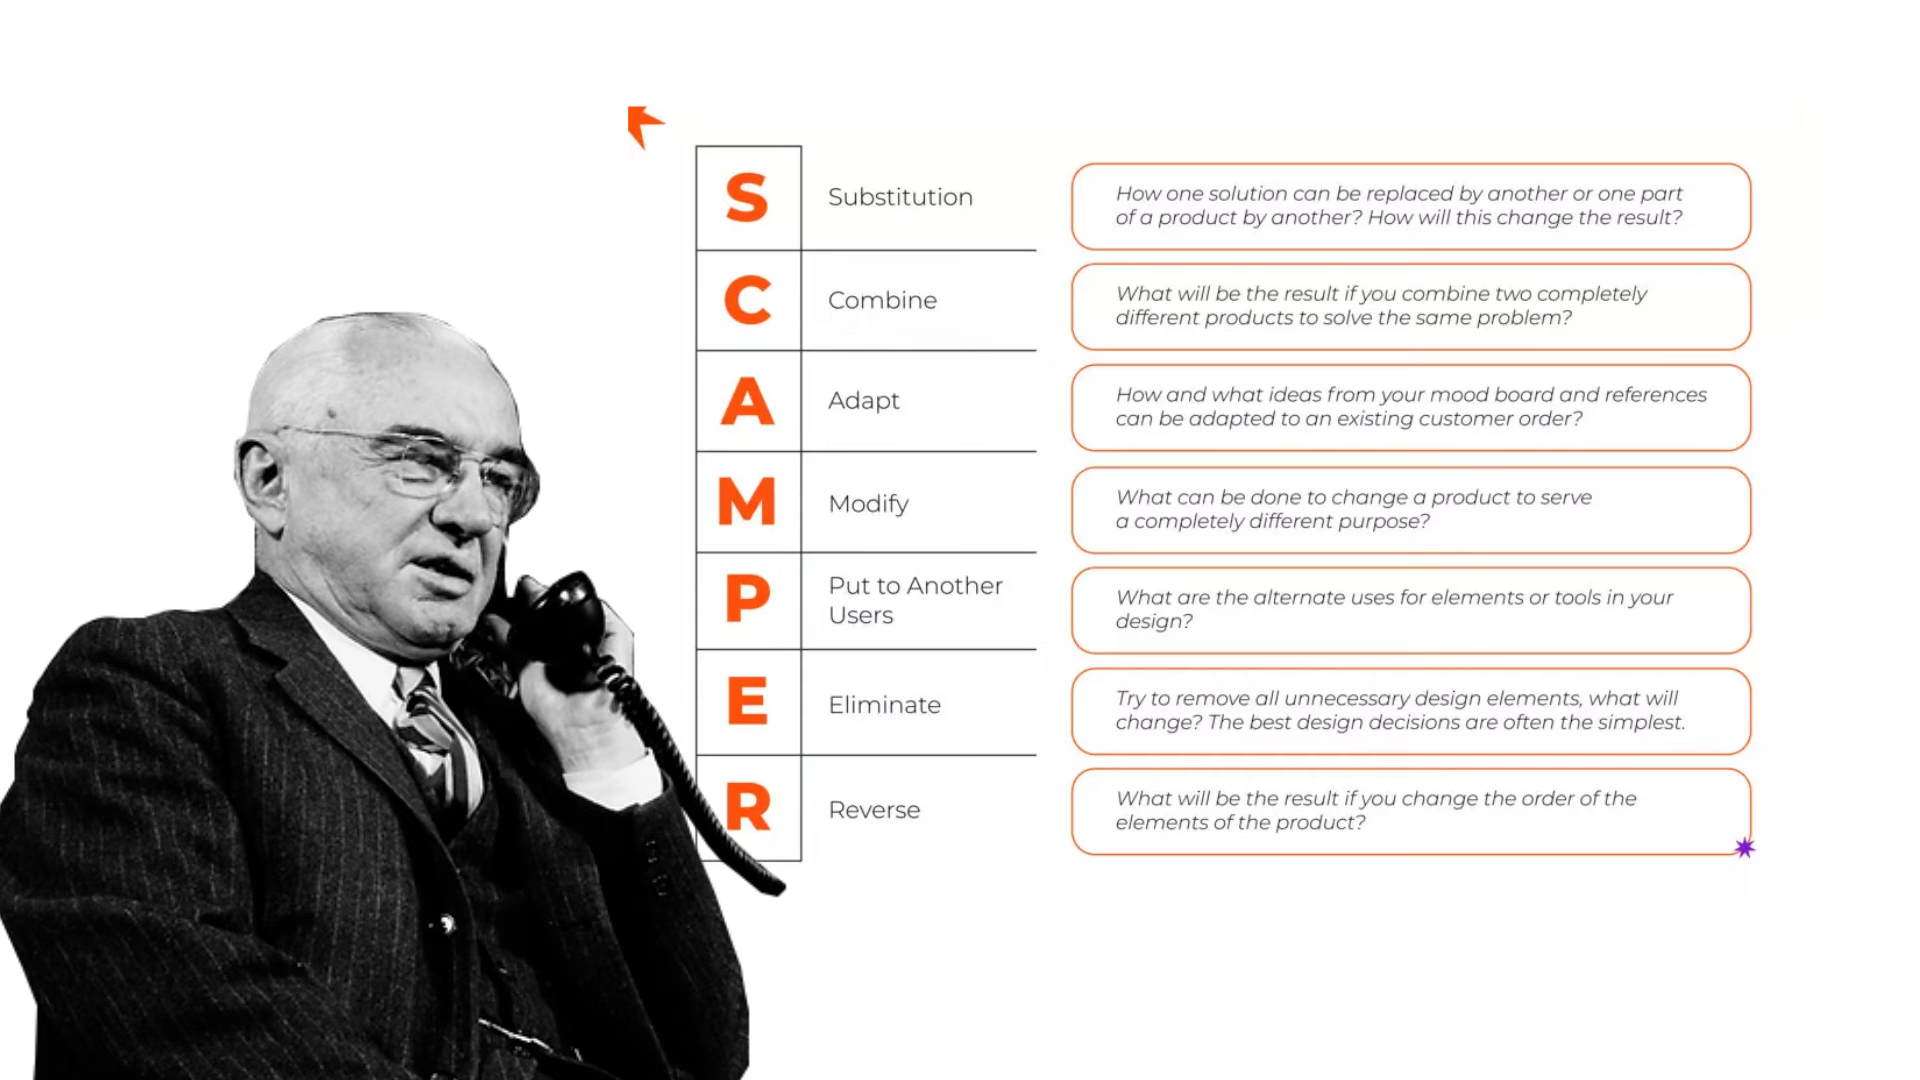 S
Substitution
How one solution can be replaced by another or one part
of a product by another? How will this change the result?
C
Combine
What will be the result if you combine two completely
different products to solve the same problem?
A
Adapt
How and what ideas from your mood board and references
can be adapted to an existing customer order?
M
Modify
What can be done to change a product to serve
a completely different purpose?
P
Put to Another
Users
What are the alternate uses for elements or tools in your
design?
E
Eliminate
Try to remove all unnecessary design elements, what will
change? The best design decisions are often the simplest.
R
Reverse
What will be the result if you change the order of the
elements of the product?